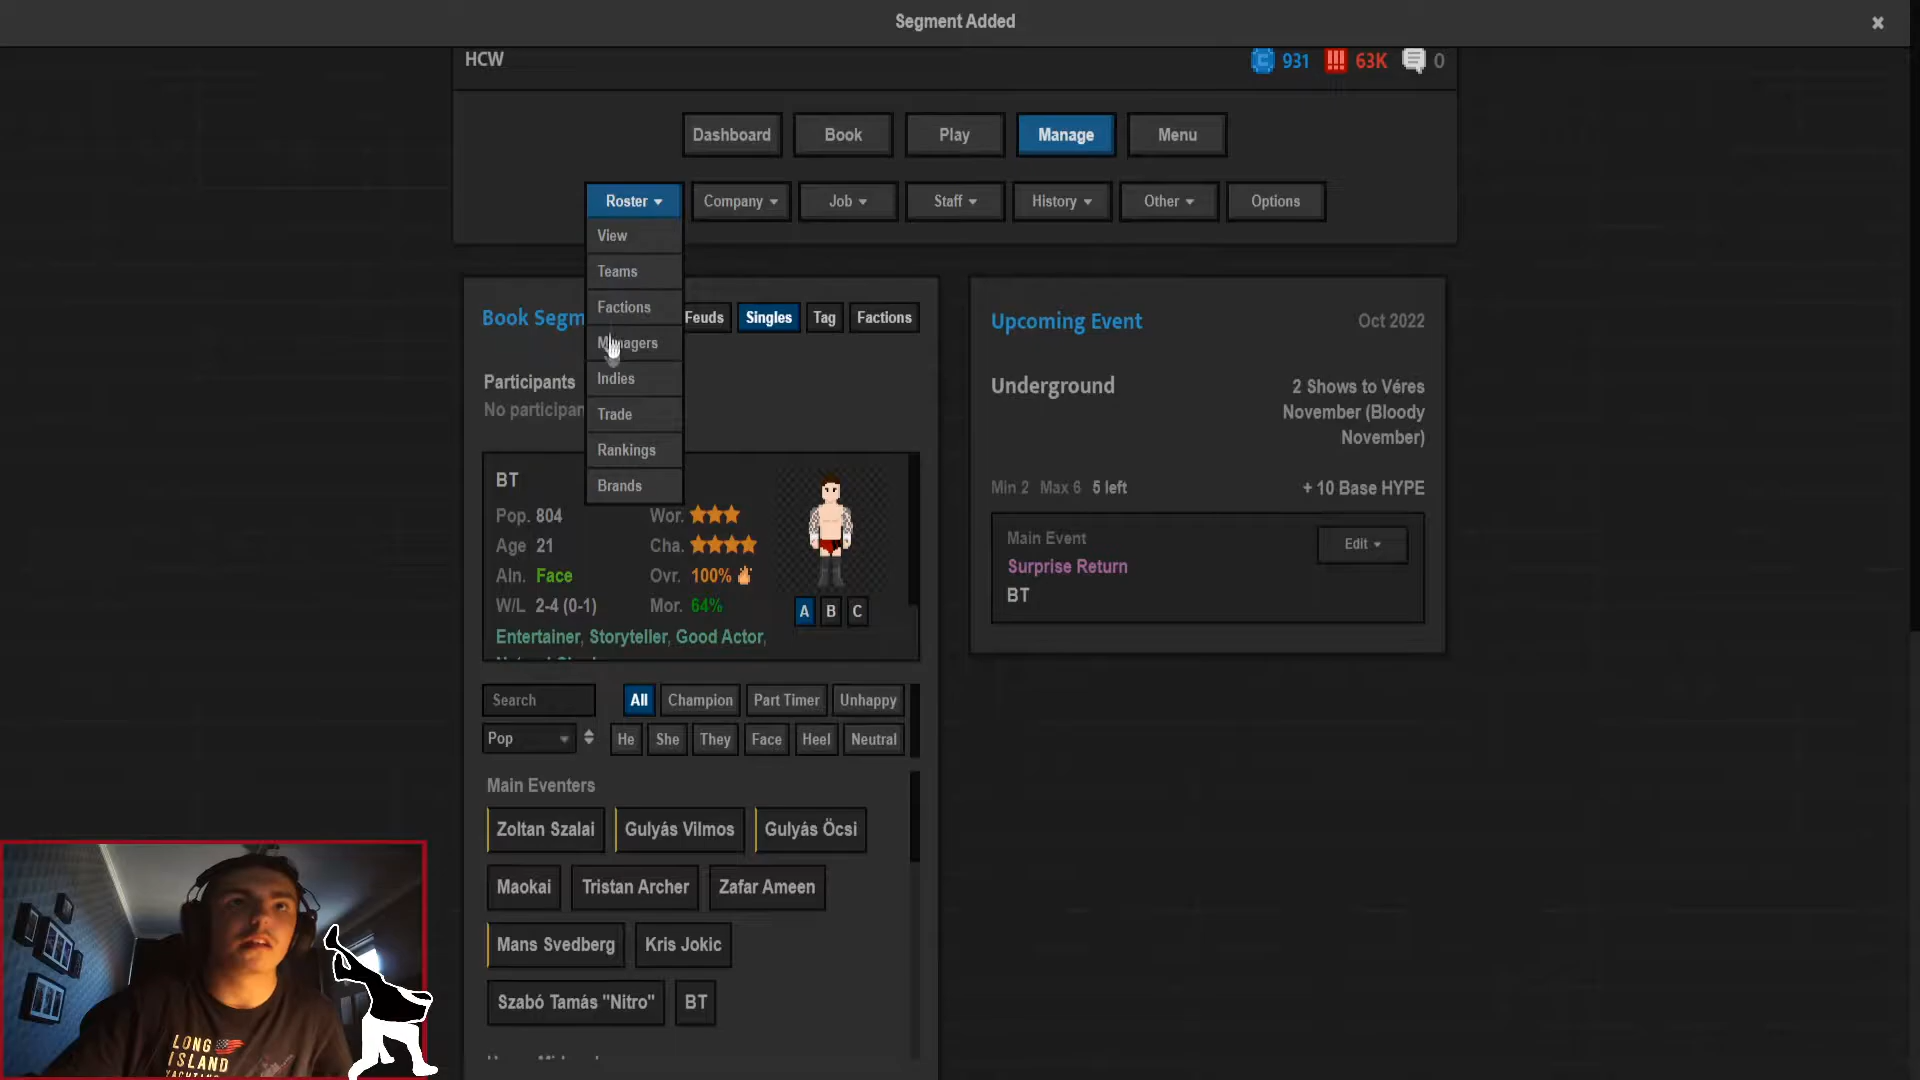 Segment Added
HCW
931 63K 0
Dashboard Book Play Manage Menu
Roster Company Job Staff History Other Options
View
Teams
Factions
Managers
Indies
Trade
Rankings
Brands
Feuds Singles Tag Factions
Participants
BT
Pop. 804 Wor.
Age 21 Cha.
Aln. Face Ovr. 100%
W/L 2-4 (0-1) Mor. 64%
A B C
Entertainer, Storyteller, Good Actor,
Search All Champion Part Timer Unhappy
Pop He She They Face Heel Neutral
Main Eventers
Zoltan Szalai Gulyás Vilmos Gulyás Öcsi
Maokai Tristan Archer Zafar Ameen
Mans Svedberg Kris Jokic
Szabó Tamás "Nitro" BT
Upcoming Event Oct 2022
Underground 2 Shows to Véres
November (Bloody
November)
Min 2 Max 6 5 left + 10 Base HYPE
Main Event Edit
Surprise Return
BT
LONG
ISLAND